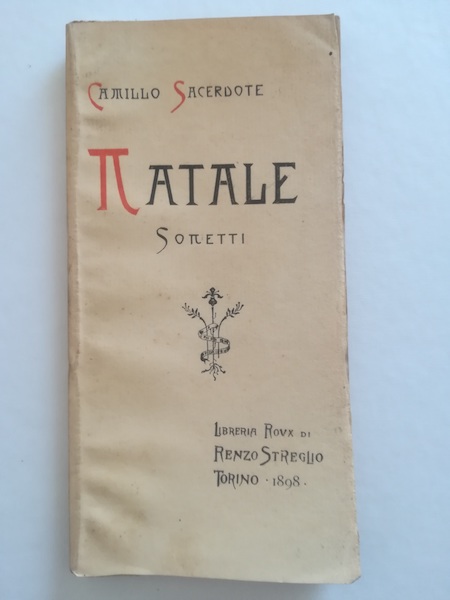 Camillo Sacerdote
Natale
Sonetti
Libreria Roux di
Renzo Streglio
Torino · 1898 ·